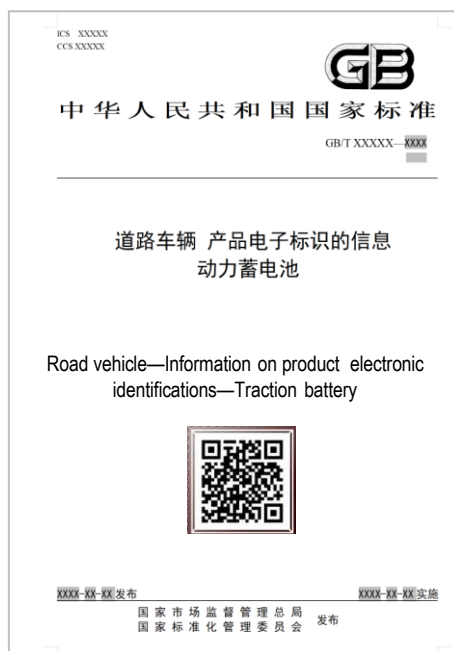 ICS XXXXX
CCS XXXXX
GB
中华人民共和国国家标准
GB/T XXXXX—XXXX
道路车辆 产品电子标识的信息
动力蓄电池
Road vehicle—Information on product electronic
identifications—Traction battery
XXXX-XX-XX 发布
XXXX-XX-XX 实施
国家市场监督管理总局
国家标准化管理委员会
发布